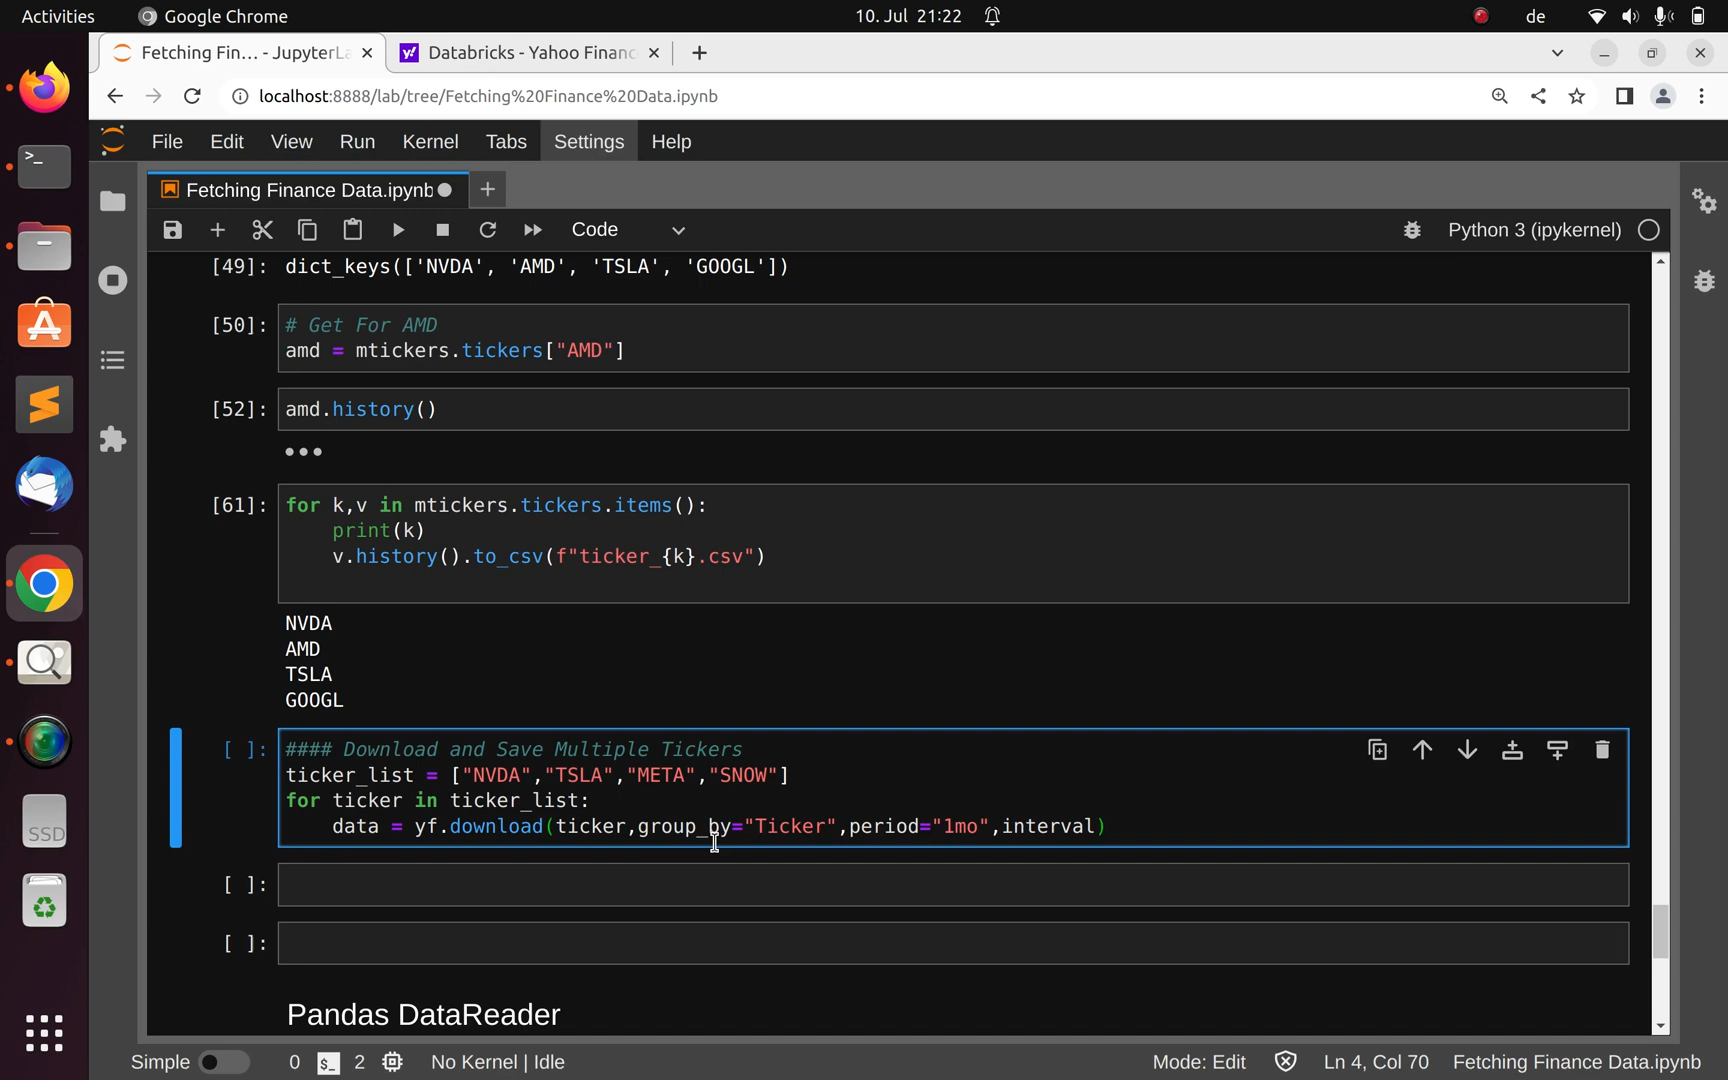 Activities
Google Chrome
10. Jul 21:22
de
Fetching Fin… - JupyterLa
Databricks - Yahoo Financ
localhost:8888/lab/tree/Fetching%20Finance%20Data.ipynb
File Edit View Run Kernel Tabs Settings Help
Fetching Finance Data.ipynb
Code
Python 3 (ipykernel)
[49]: dict_keys(['NVDA', 'AMD', 'TSLA', 'GOOGL'])
[50]: # Get For AMD
amd = mtickers.tickers["AMD"]
[52]: amd.history()
[61]: for k,v in mtickers.tickers.items():
print(k)
v.history().to_csv(f"ticker_{k}.csv")
NVDA
AMD
TSLA
GOOGL
[ ]: #### Download and Save Multiple Tickers
ticker_list = ["NVDA","TSLA","META","SNOW"]
for ticker in ticker_list:
data = yf.download(ticker,group_by="Ticker",period="1mo",interval)
[ ]:
[ ]:
Pandas DataReader
SSD
Simple 0 $_ 2 No Kernel | Idle Mode: Edit Ln 4, Col 70 Fetching Finance Data.ipynb